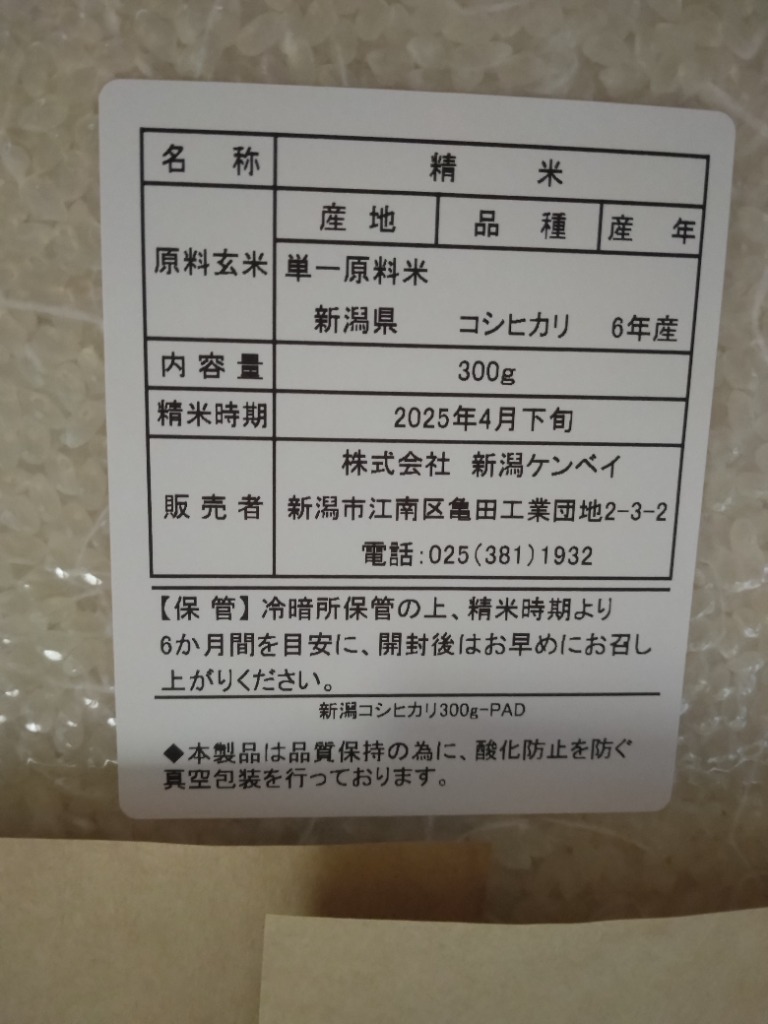 名　称　精　米
産 地　品　種　産　年
原料玄米　単一原料米
新潟県　コシヒカリ　6年産
内 容 量　300g
精米時期　2025年4月下旬
株式会社　新潟ケンベイ
販 売 者　新潟市江南区亀田工業団地2-3-2
電話:025(381)1932
【保 管】冷暗所保管の上、精米時期より
6か月間を目安に、開封後はお早めにお召し
上がりください。
新潟コシヒカリ300g-PAD
◆本製品は品質保持の為に、酸化防止を防ぐ
真空包装を行っております。